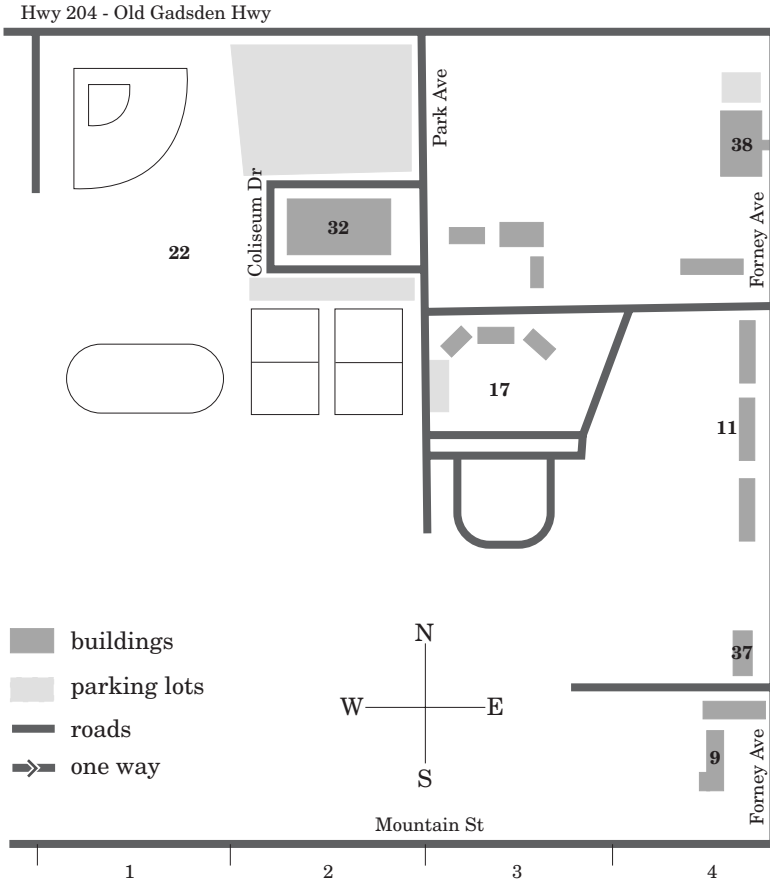 Hwy 204 - Old Gadsden Hwy
Park Ave
38
Coliseum Dr
32
Forney Ave
22
17
11
buildings
parking lots
roads
one way
N
W
E
S
37
9
Forney Ave
Mountain St
1
2
3
4